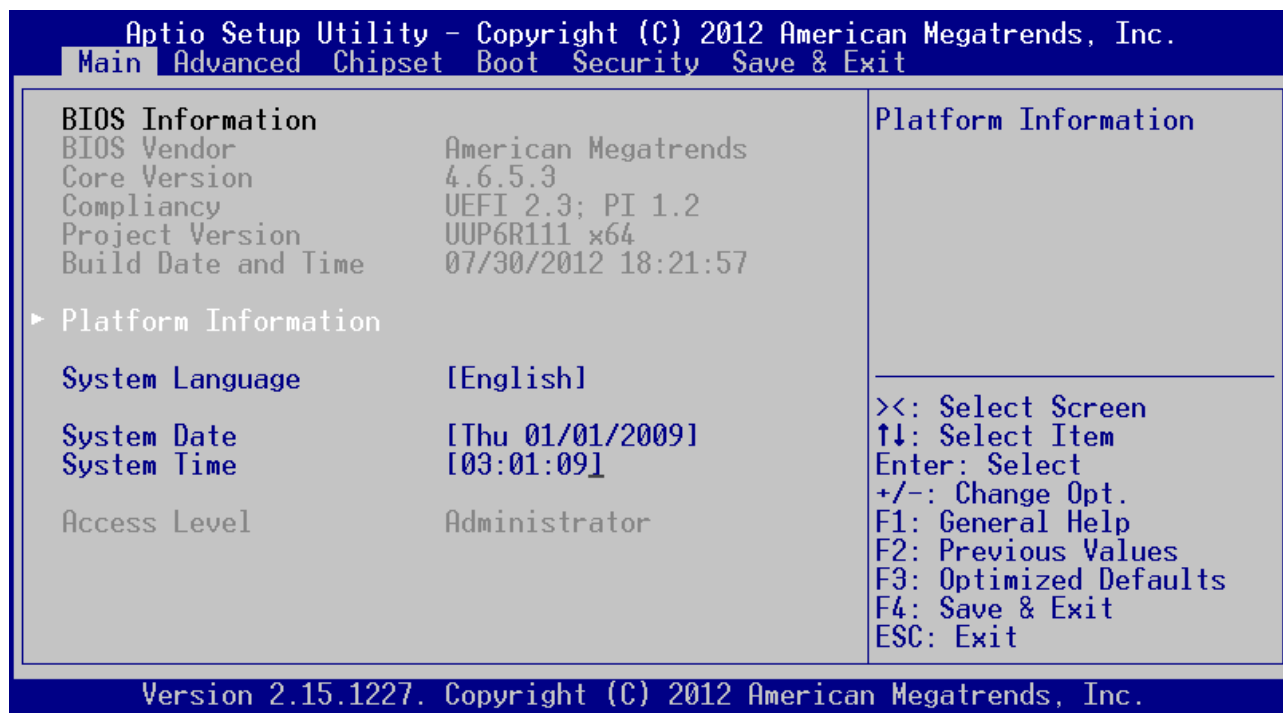 Aptio Setup Utility – Copyright (C) 2012 American Megatrends, Inc.
Main Advanced Chipset Boot Security Save & Exit
BIOS Information
BIOS Vendor American Megatrends
Core Version 4.6.5.3
Compliancy UEFI 2.3; PI 1.2
Project Version UUP6R111 x64
Build Date and Time 07/30/2012 18:21:57
► Platform Information
System Language [English]
System Date [Thu 01/01/2009]
System Time [03:01:09]
Access Level Administrator
Platform Information
><: Select Screen
↑↓: Select Item
Enter: Select
+/-: Change Opt.
F1: General Help
F2: Previous Values
F3: Optimized Defaults
F4: Save & Exit
ESC: Exit
Version 2.15.1227. Copyright (C) 2012 American Megatrends, Inc.